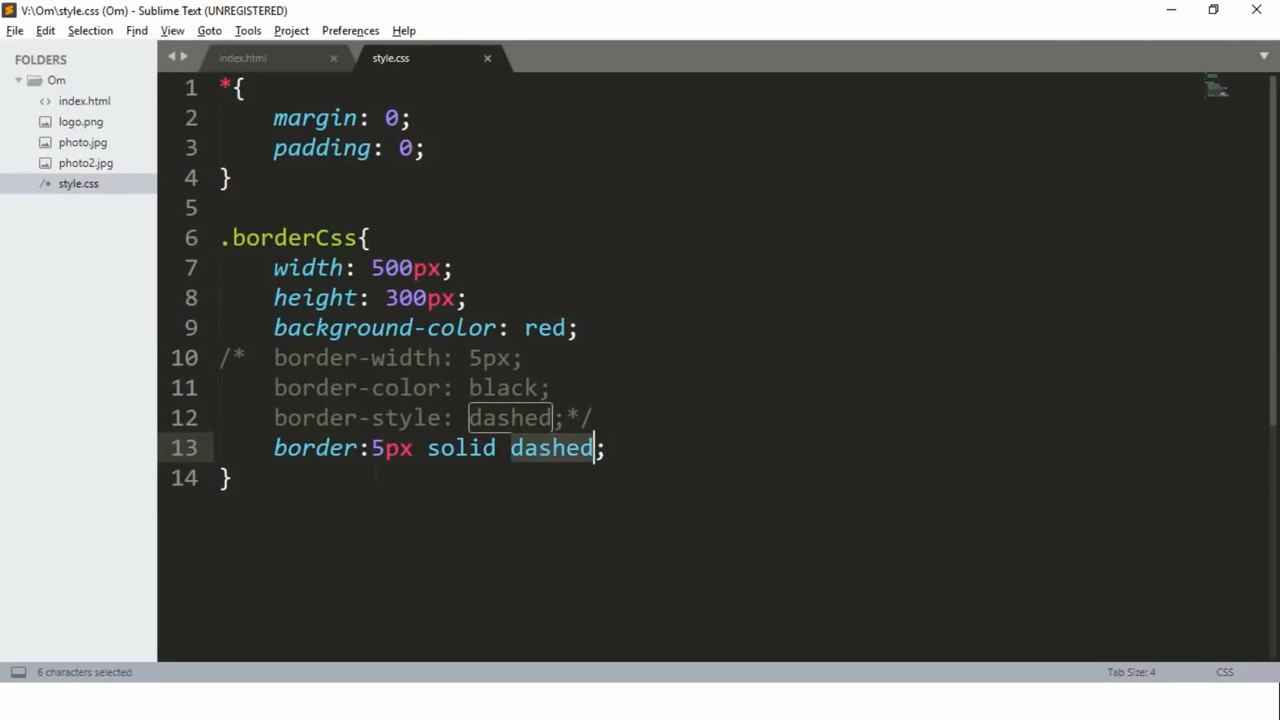 V:\Om\style.css (Om) - Sublime Text (UNREGISTERED)
File Edit Selection Find View Goto Tools Project Preferences Help
FOLDERS
Om
index.html
logo.png
photo.jpg
photo2.jpg
style.css
index.html style.css
1 *{
2 margin: 0;
3 padding: 0;
4 }
5
6 .borderCss{
7 width: 500px;
8 height: 300px;
9 background-color: red;
10 /* border-width: 5px;
11 border-color: black;
12 border-style: dashed;*/
13 border:5px solid dashed;
14 }
6 characters selected
Tab Size: 4 CSS